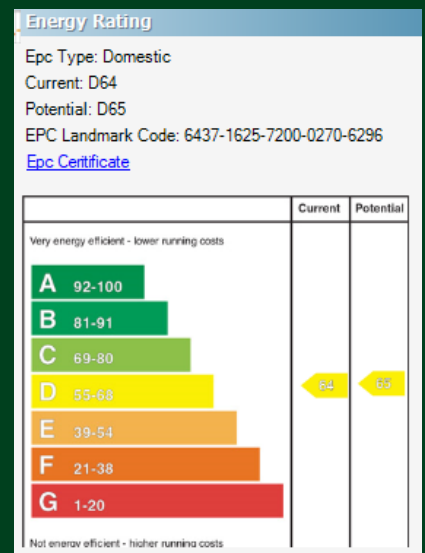 Energy Rating
Epc Type: Domestic
Current: D64
Potential: D65
EPC Landmark Code: 6437-1625-7200-0270-6296
Epc Ceritificate
Current Potential
Very energy efficient - lower running costs
A 92-100
B 81-91
C 69-80
D 55-68 64 65
E 39-54
F 21-38
G 1-20
Not energy efficient - higher running costs